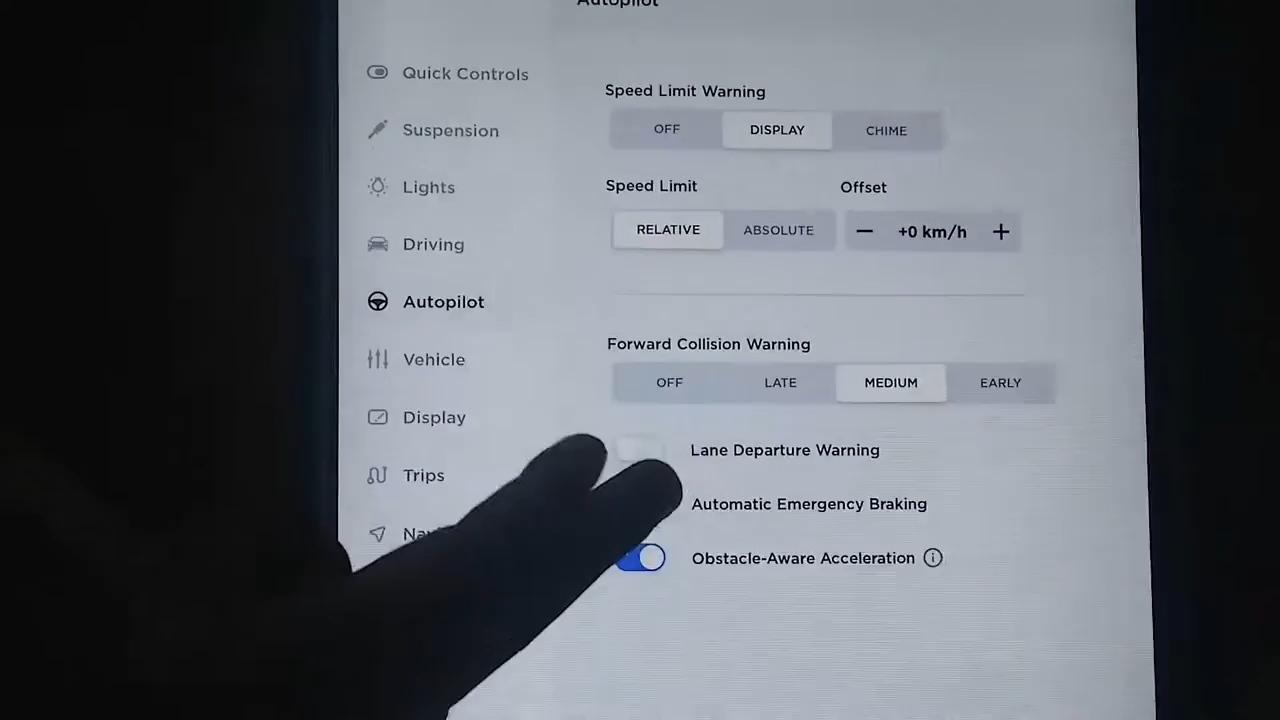 Autopilot
Quick Controls
Suspension
Lights
Driving
Autopilot
Vehicle
Display
Trips
Speed Limit Warning
OFF DISPLAY CHIME
Speed Limit Offset
RELATIVE ABSOLUTE − +0 km/h +
Forward Collision Warning
OFF LATE MEDIUM EARLY
Lane Departure Warning
Automatic Emergency Braking
Obstacle-Aware Acceleration